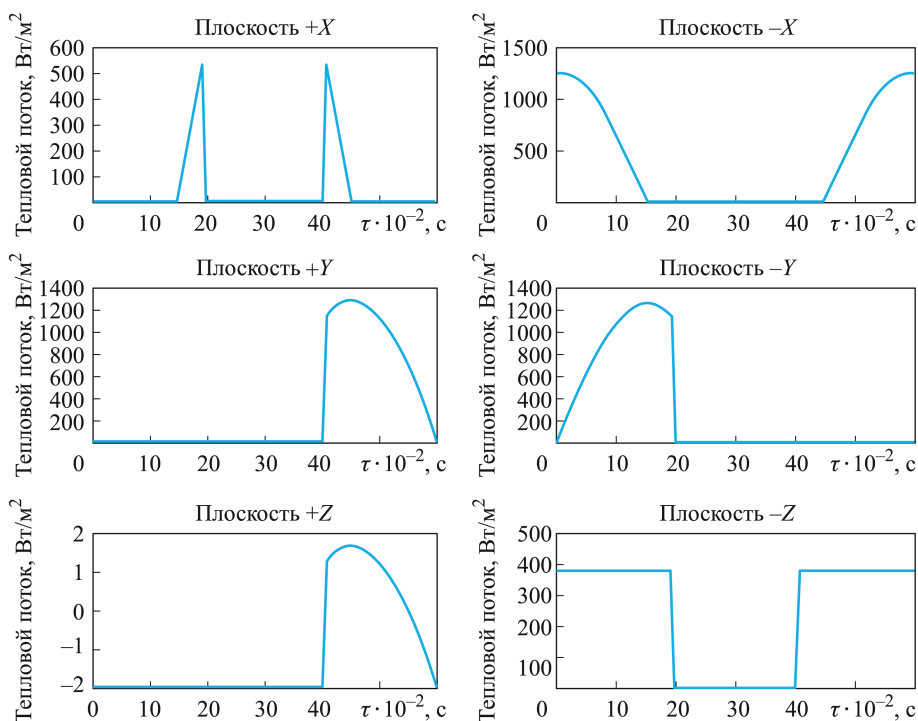 Плоскость +X
Тепловой поток, Вт/м²
600
500
400
300
200
100
0 10 20 30 40 τ·10⁻², с
Плоскость –X
Тепловой поток, Вт/м²
1500
1000
500
0 10 20 30 40 τ·10⁻², с
Плоскость +Y
Тепловой поток, Вт/м²
1400
1200
1000
800
600
400
200
0 10 20 30 40 τ·10⁻², с
Плоскость –Y
Тепловой поток, Вт/м²
1400
1200
1000
800
600
400
200
0 10 20 30 40 τ·10⁻², с
Плоскость +Z
Тепловой поток, Вт/м²
2
1
0
–1
–2
0 10 20 30 40 τ·10⁻², с
Плоскость –Z
Тепловой поток, Вт/м²
500
400
300
200
100
0 10 20 30 40 τ·10⁻², с